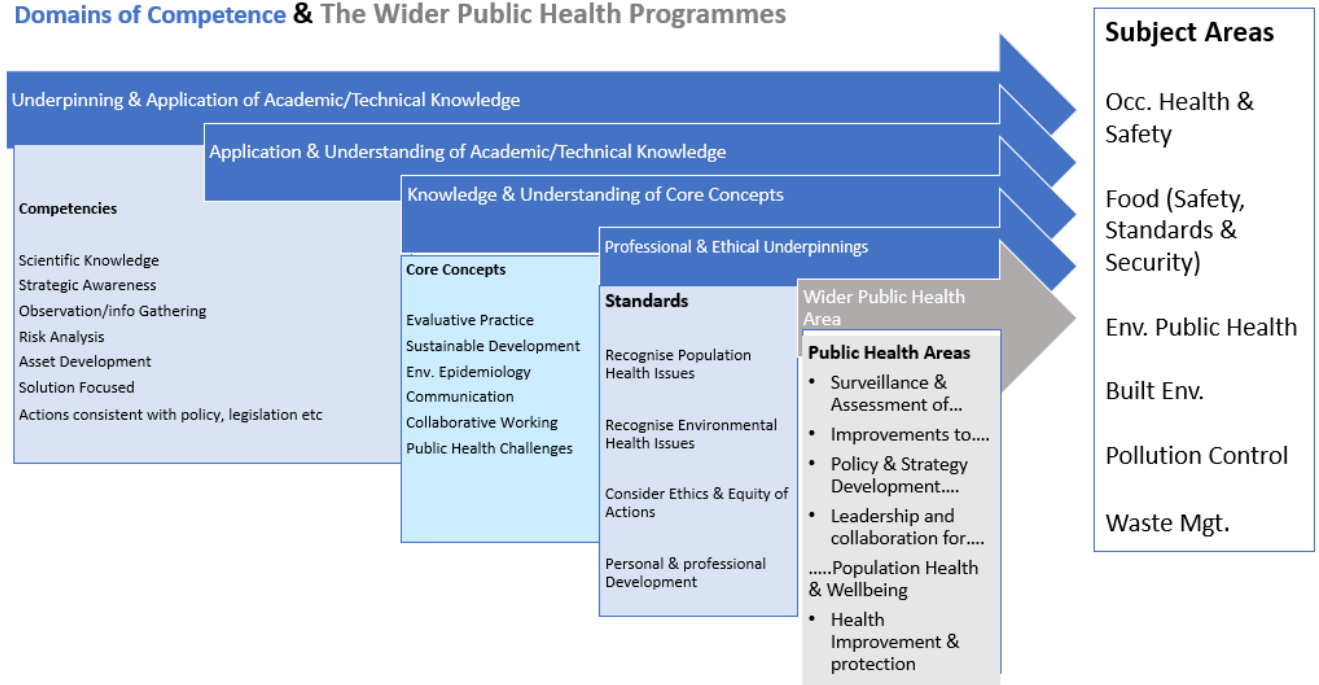 Domains of Competence & The Wider Public Health Programmes
Underpinning & Application of Academic/Technical Knowledge
Application & Understanding of Academic/Technical Knowledge
Knowledge & Understanding of Core Concepts
Professional & Ethical Underpinnings
Wider Public Health
Area
Competencies
Scientific Knowledge
Strategic Awareness
Observation/info Gathering
Risk Analysis
Asset Development
Solution Focused
Actions consistent with policy, legislation etc
Core Concepts
Evaluative Practice
Sustainable Development
Env. Epidemiology
Communication
Collaborative Working
Public Health Challenges
Standards
Recognise Population
Health Issues
Recognise Environmental
Health Issues
Consider Ethics & Equity of
Actions
Personal & professional
Development
Public Health Areas
• Surveillance &
Assessment of...
• Improvements to....
• Policy & Strategy
Development....
• Leadership and
collaboration for....
.....Population Health
& Wellbeing
• Health
Improvement &
protection
Subject Areas
Occ. Health &
Safety
Food (Safety,
Standards &
Security)
Env. Public Health
Built Env.
Pollution Control
Waste Mgt.